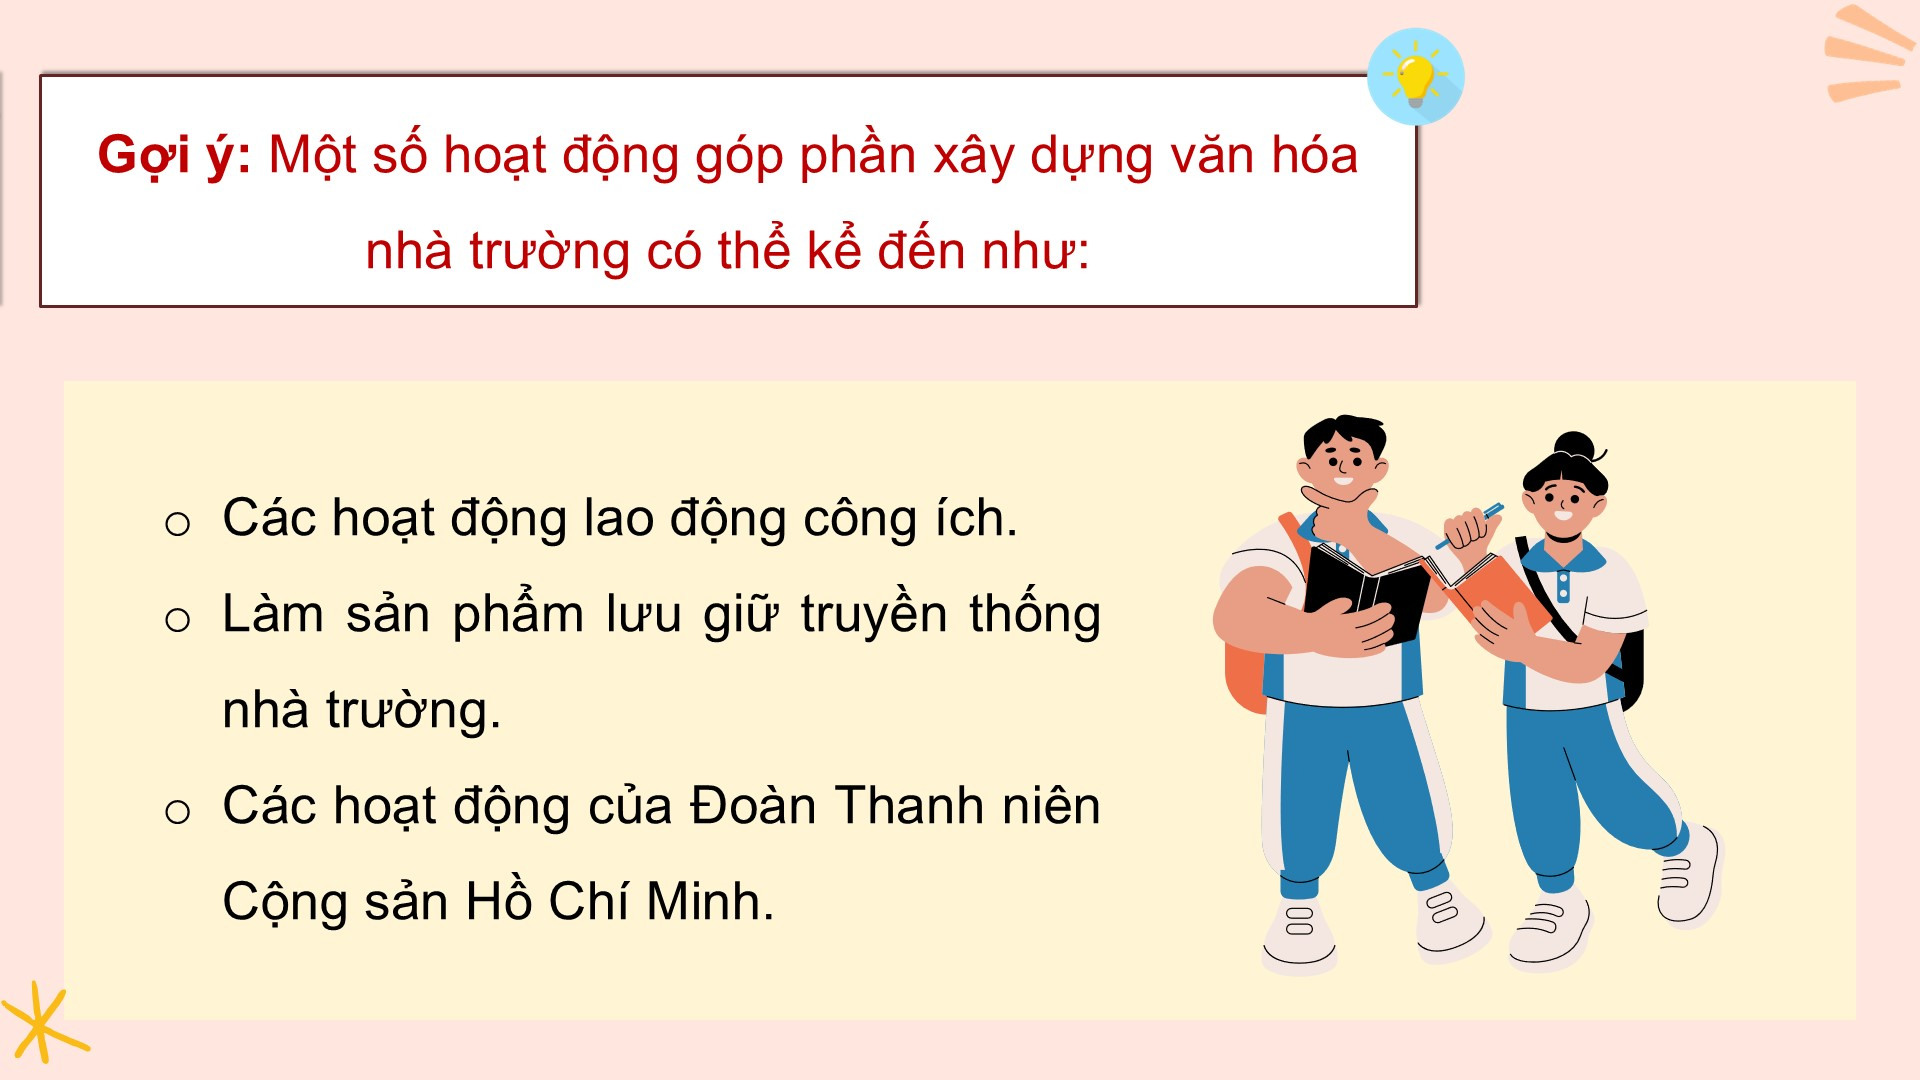 Gợi ý: Một số hoạt động góp phần xây dựng văn hóa
nhà trường có thể kể đến như:
o Các hoạt động lao động công ích.
o Làm sản phẩm lưu giữ truyền thống
nhà trường.
o Các hoạt động của Đoàn Thanh niên
Cộng sản Hồ Chí Minh.